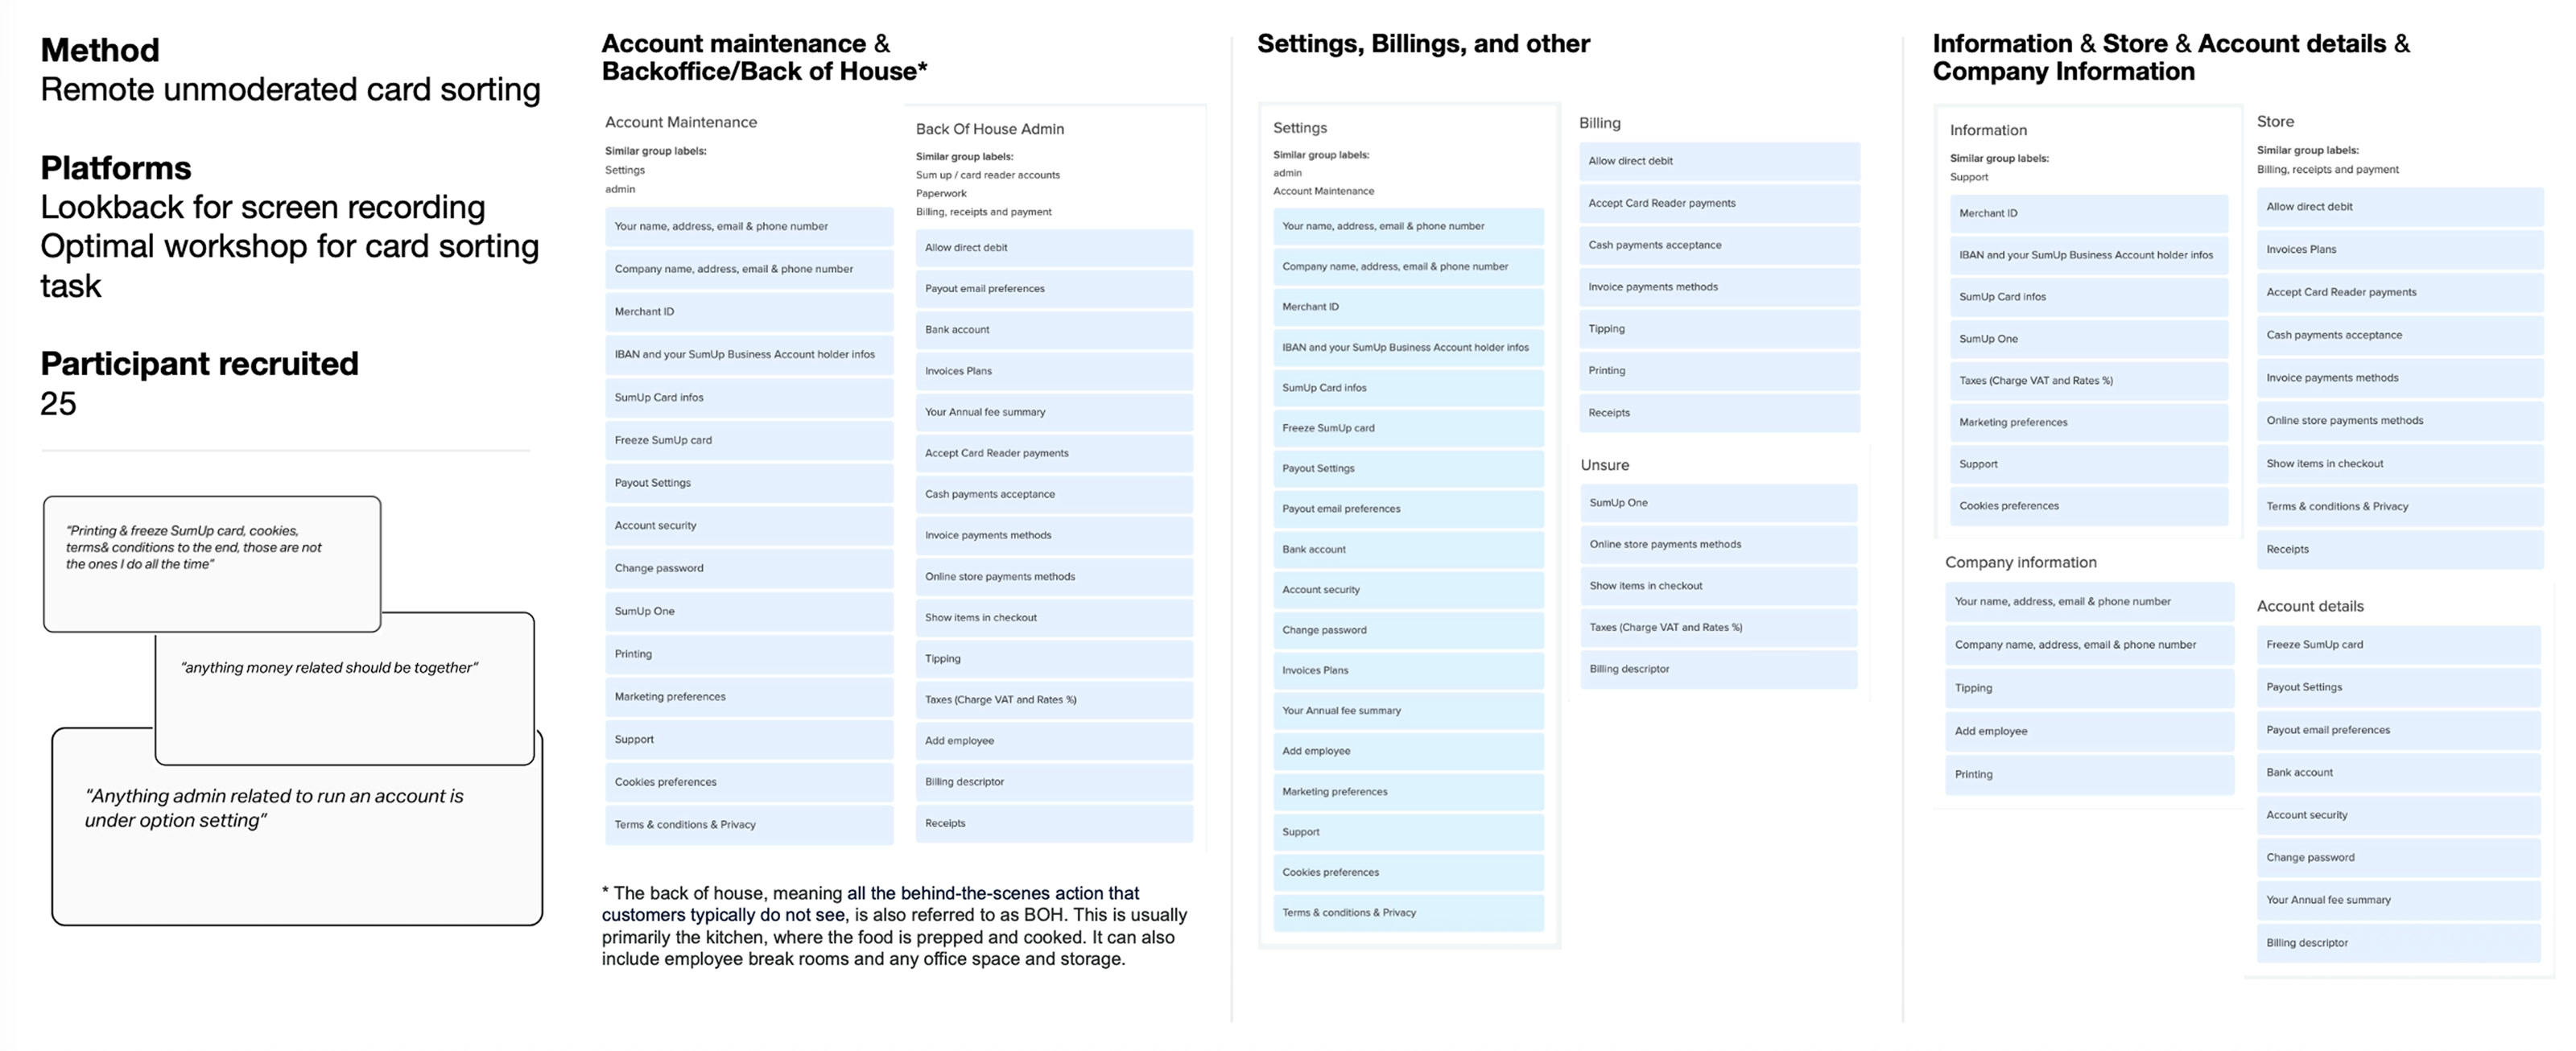 Method
Remote unmoderated card sorting
Platforms
Lookback for screen recording
Optimal workshop for card sorting
task
Participant recruited
25
“Printing & freeze SumUp card, cookies,
terms& conditions to the end, those are not
the ones I do all the time”
“anything money related should be together”
“Anything admin related to run an account is
under option setting”
Account maintenance &
Backoffice/Back of House*
Account Maintenance
Similar group labels:
Settings
admin
Your name, address, email & phone number
Company name, address, email & phone number
Merchant ID
IBAN and your SumUp Business Account holder infos
SumUp Card infos
Freeze SumUp card
Payout Settings
Account security
Change password
SumUp One
Printing
Marketing preferences
Support
Cookies preferences
Terms & conditions & Privacy
Back Of House Admin
Similar group labels:
Sum up / card reader accounts
Paperwork
Billing, receipts and payment
Allow direct debit
Payout email preferences
Bank account
Invoices Plans
Your Annual fee summary
Accept Card Reader payments
Cash payments acceptance
Invoice payments methods
Online store payments methods
Show items in checkout
Tipping
Taxes (Charge VAT and Rates %)
Add employee
Billing descriptor
Receipts
* The back of house, meaning all the behind-the-scenes action that
customers typically do not see, is also referred to as BOH. This is usually
primarily the kitchen, where the food is prepped and cooked. It can also
include employee break rooms and any office space and storage.
Settings, Billings, and other
Settings
Similar group labels:
admin
Account Maintenance
Your name, address, email & phone number
Company name, address, email & phone number
Merchant ID
IBAN and your SumUp Business Account holder infos
SumUp Card infos
Freeze SumUp card
Payout Settings
Payout email preferences
Bank account
Account security
Change password
Invoices Plans
Your Annual fee summary
Add employee
Marketing preferences
Support
Cookies preferences
Terms & conditions & Privacy
Billing
Allow direct debit
Accept Card Reader payments
Cash payments acceptance
Invoice payments methods
Tipping
Printing
Receipts
Unsure
SumUp One
Online store payments methods
Show items in checkout
Taxes (Charge VAT and Rates %)
Billing descriptor
Information & Store & Account details &
Company Information
Information
Similar group labels:
Support
Merchant ID
IBAN and your SumUp Business Account holder infos
SumUp Card infos
SumUp One
Taxes (Charge VAT and Rates %)
Marketing preferences
Support
Cookies preferences
Company information
Your name, address, email & phone number
Company name, address, email & phone number
Tipping
Add employee
Printing
Store
Similar group labels:
Billing, receipts and payment
Allow direct debit
Invoices Plans
Accept Card Reader payments
Cash payments acceptance
Invoice payments methods
Online store payments methods
Show items in checkout
Terms & conditions & Privacy
Receipts
Account details
Freeze SumUp card
Payout Settings
Payout email preferences
Bank account
Account security
Change password
Your Annual fee summary
Billing descriptor